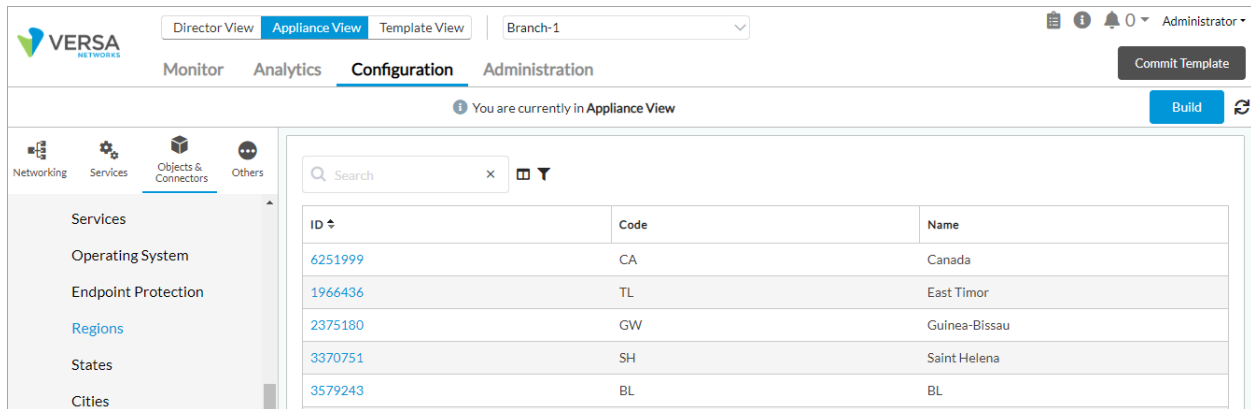 VERSA
NETWORKS
Director View Appliance View Template View Branch-1 0 Administrator
Monitor Analytics Configuration Administration Commit Template
You are currently in Appliance View Build
Networking Services Objects & Connectors Others
Search
Services
Operating System
Endpoint Protection
Regions
States
Cities
ID Code Name
6251999 CA Canada
1966436 TL East Timor
2375180 GW Guinea-Bissau
3370751 SH Saint Helena
3579243 BL BL